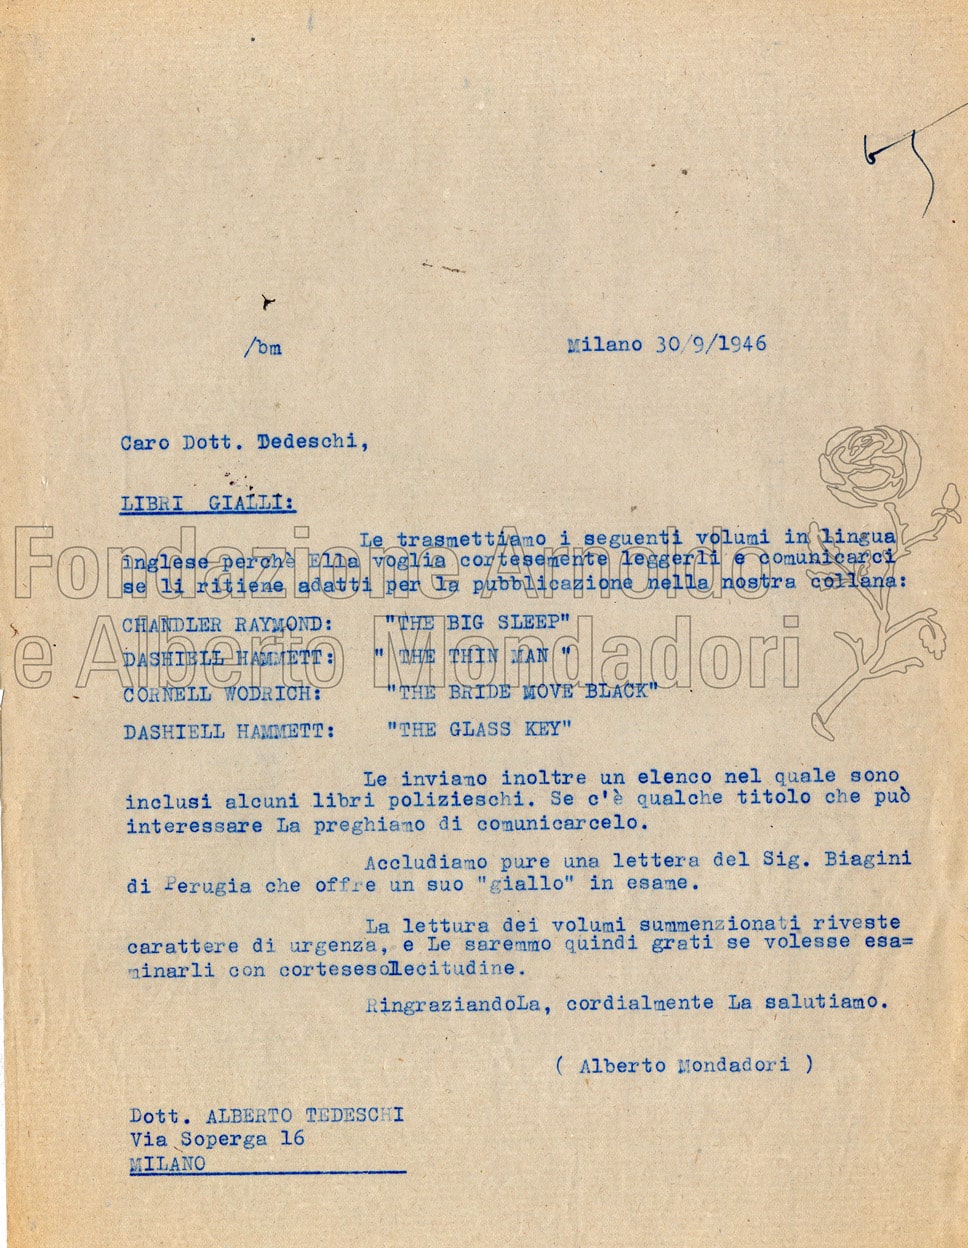 /bm Milano 30/9/1946
Caro Dott. Tedeschi,
LIBRI GIALLI:
Le trasmettiamo i seguenti volumi in lingua
inglese perchè Ella voglia cortesemente leggerli e comunicarci
se li ritiene adatti per la pubblicazione nella nostra collana:
CHANDLER RAYMOND: "THE BIG SLEEP"
DASHIELL HAMMETT: " THE THIN MAN "
CORNELL WODRICH: "THE BRIDE MOVE BLACK"
DASHIELL HAMMETT: "THE GLASS KEY"
Le inviamo inoltre un elenco nel quale sono
inclusi alcuni libri polizieschi. Se c'è qualche titolo che può
interessare La preghiamo di comunicarcelo.
Accludiamo pure una lettera del Sig. Biagini
di Perugia che offre un suo "giallo" in esame.
La lettura dei volumi summenzionati riveste
carattere di urgenza, e Le saremmo quindi grati se volesse esa=
minarli con cortesesollecitudine.
RingraziandoLa, cordialmente La salutiamo.
( Alberto Mondadori )
Dott. ALBERTO TEDESCHI
Via Soperga 16
MILANO
Fondazione Arnoldo
e Alberto Mondadori